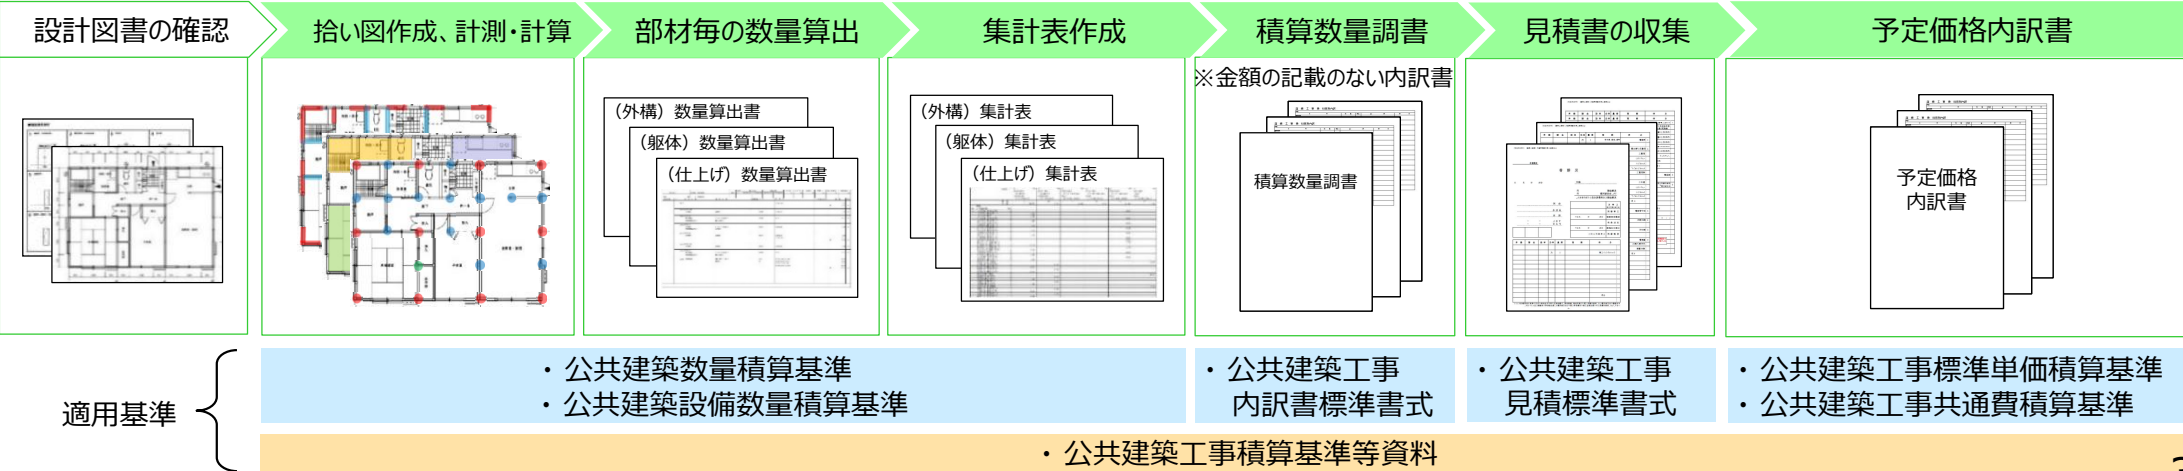 設計図書の確認
拾い図作成、計測・計算
部材毎の数量算出
集計表作成
積算数量調書
見積書の収集
予定価格内訳書
※金額の記載のない内訳書
（外構）数量算出書
（躯体）数量算出書
（仕上げ）数量算出書
（外構）集計表
（躯体）集計表
（仕上げ）集計表
積算数量調書
予定価格
内訳書
適用基準
・公共建築数量積算基準
・公共建築設備数量積算基準
・公共建築工事
内訳書標準書式
・公共建築工事
見積標準書式
・公共建築工事標準単価積算基準
・公共建築工事共通費積算基準
・公共建築工事積算基準等資料